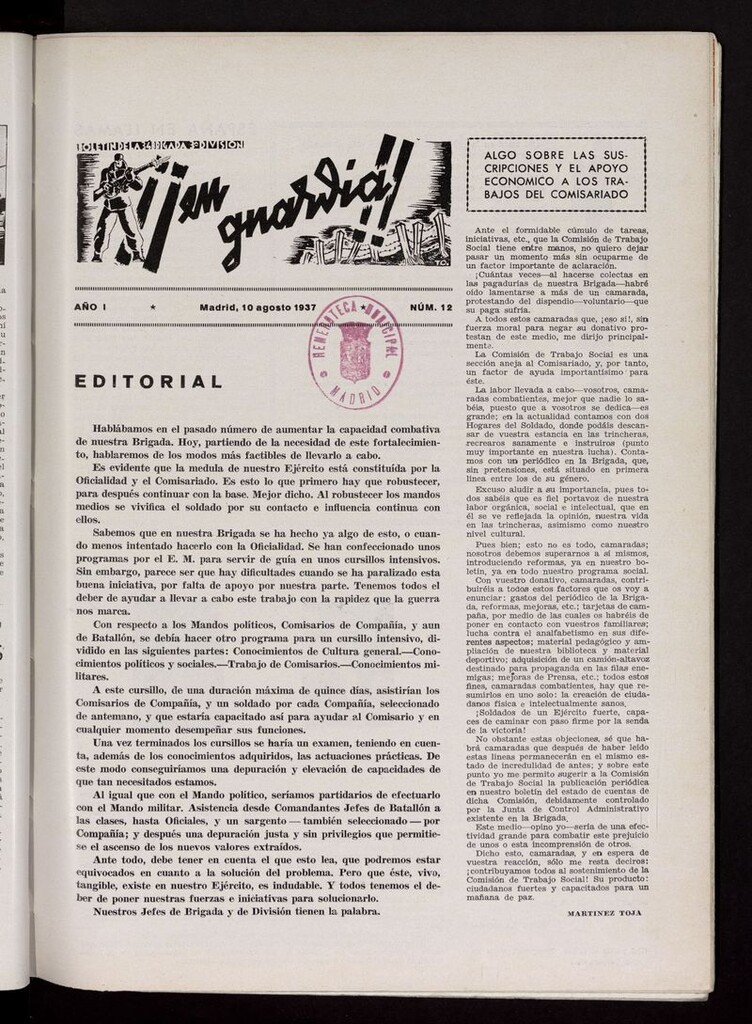 BOLETIN DE LA 34 BRIGADA 3ª DIVISIÓN
¡¡en guardia!!
TO.
AÑO I * Madrid, 10 agosto 1937 NÚM. 12
HEMEROTECA MUNICIPAL
MADRID
EDITORIAL
Hablábamos en el pasado número de aumentar la capacidad combativa
de nuestra Brigada. Hoy, partiendo de la necesidad de este fortalecimien-
to, hablaremos de los modos más factibles de llevarlo a cabo.
Es evidente que la medula de nuestro Ejército está constituída por la
Oficialidad y el Comisariado. Es esto lo que primero hay que robustecer,
para después continuar con la base. Mejor dicho. Al robustecer los mandos
medios se vivifica el soldado por su contacto e influencia continua con
ellos.
Sabemos que en nuestra Brigada se ha hecho ya algo de esto, o cuan-
do menos intentado hacerlo con la Oficialidad. Se han confeccionado unos
programas por el E. M. para servir de guía en unos cursillos intensivos.
Sin embargo, parece ser que hay dificultades cuando se ha paralizado esta
buena iniciativa, por falta de apoyo por nuestra parte. Tenemos todos el
deber de ayudar a llevar a cabo este trabajo con la rapidez que la guerra
nos marca.
Con respecto a los Mandos políticos, Comisarios de Compañía, y aun
de Batallón, se debía hacer otro programa para un cursillo intensivo, di-
vidido en las siguientes partes: Conocimientos de Cultura general.—Cono-
cimientos políticos y sociales.—Trabajo de Comisarios.—Conocimientos mi-
litares.
A este cursillo, de una duración máxima de quince días, asistirían los
Comisarios de Compañía, y un soldado por cada Compañía, seleccionado
de antemano, y que estaría capacitado así para ayudar al Comisario y en
cualquier momento desempeñar sus funciones.
Una vez terminados los cursillos se haría un examen, teniendo en cuen-
ta, además de los conocimientos adquiridos, las actuaciones prácticas. De
este modo conseguiríamos una depuración y elevación de capacidades de
que tan necesitados estamos.
Al igual que con el Mando político, seríamos partidarios de efectuarlo
con el Mando militar. Asistencia desde Comandantes Jefes de Batallón a
las clases, hasta Oficiales, y un sargento — también seleccionado — por
Compañía; y después una depuración justa y sin privilegios que permitie-
se el ascenso de los nuevos valores extraídos.
Ante todo, debe tener en cuenta el que esto lea, que podremos estar
equivocados en cuanto a la solución del problema. Pero que éste, vivo,
tangible, existe en nuestro Ejército, es indudable. Y todos tenemos el de-
ber de poner nuestras fuerzas e iniciativas para solucionarlo.
Nuestros Jefes de Brigada y de División tienen la palabra.
ALGO SOBRE LAS SUS-
CRIPCIONES Y EL APOYO
ECONOMICO A LOS TRA-
BAJOS DEL COMISARIADO
Ante el formidable cúmulo de tareas,
iniciativas, etc., que la Comisión de Trabajo
Social tiene entre manos, no quiero dejar
pasar un momento más sin ocuparme de
un factor importante de aclaración.
¡Cuántas veces—al hacerse colectas en
las pagadurías de nuestra Brigada—habré
oído lamentarse a más de un camarada,
protestando del dispendio—voluntario—que
su paga sufría.
A todos estos camaradas que, ¡eso sí!, sin
fuerza moral para negar su donativo pro-
testan de este medio, me dirijo principal-
mente.
La Comisión de Trabajo Social es una
sección aneja al Comisariado, y, por tanto,
un factor de ayuda importantísimo para
éste.
La labor llevada a cabo—vosotros, cama-
radas combatientes, mejor que nadie lo sa-
béis, puesto que a vosotros se dedica—es
grande; en la actualidad contamos con dos
Hogares del Soldado, donde podáis descan-
sar de vuestra estancia en las trincheras,
recrearos sanamente e instruiros (punto
muy importante en nuestra lucha). Conta-
mos con un periódico en la Brigada, que,
sin pretensiones, está situado en primera
línea entre los de su género.
Excuso aludir a su importancia, pues to-
dos sabéis que es fiel portavoz de nuestra
labor orgánica, social e intelectual, que en
él se ve reflejada la opinión, nuestra vida
en las trincheras, asimismo como nuestro
nivel cultural.
Pues bien; esto no es todo, camaradas;
nosotros debemos superarnos a sí mismos,
introduciendo reformas, ya en nuestro bo-
letín, ya en todo nuestro programa social.
Con vuestro donativo, camaradas, contri-
buiréis a todos estos factores que os voy a
enunciar: gastos del periódico de la Briga-
da, reformas, mejoras, etc.; tarjetas de cam-
paña, por medio de las cuales os habréis de
poner en contacto con vuestros familiares;
lucha contra el analfabetismo en sus dife-
rentes aspectos; material pedagógico y am-
pliación de nuestra biblioteca y material
deportivo; adquisición de un camión-altavoz
destinado para propaganda en las filas ene-
migas; mejoras de Prensa, etc.; todos estos
fines, camaradas combatientes, hay que re-
sumirlos en uno solo: la creación de ciuda-
danos física e intelectualmente sanos.
¡Soldados de un Ejército fuerte, capa-
ces de caminar con paso firme por la senda
de la victoria!
No obstante estas objeciones, sé que ha-
brá camaradas que después de haber leído
estas líneas permanecerán en el mismo es-
tado de incredulidad de antes; y sobre este
punto yo me permito sugerir a la Comisión
de Trabajo Social la publicación periódica
en nuestro boletín del estado de cuentas de
dicha Comisión, debidamente controlado
por la Junta de Control Administrativo
existente en la Brigada.
Este medio—opino yo—sería de una efec-
tividad grande para combatir este prejuicio
de unos o esta incomprensión de otros.
Dicho esto, camaradas, y en espera de
vuestra reacción, sólo me resta deciros:
¡contribuyamos todos al sostenimiento de la
Comisión de Trabajo Social! Su producto:
ciudadanos fuertes y capacitados para un
mañana de paz.
MARTINEZ TOJA